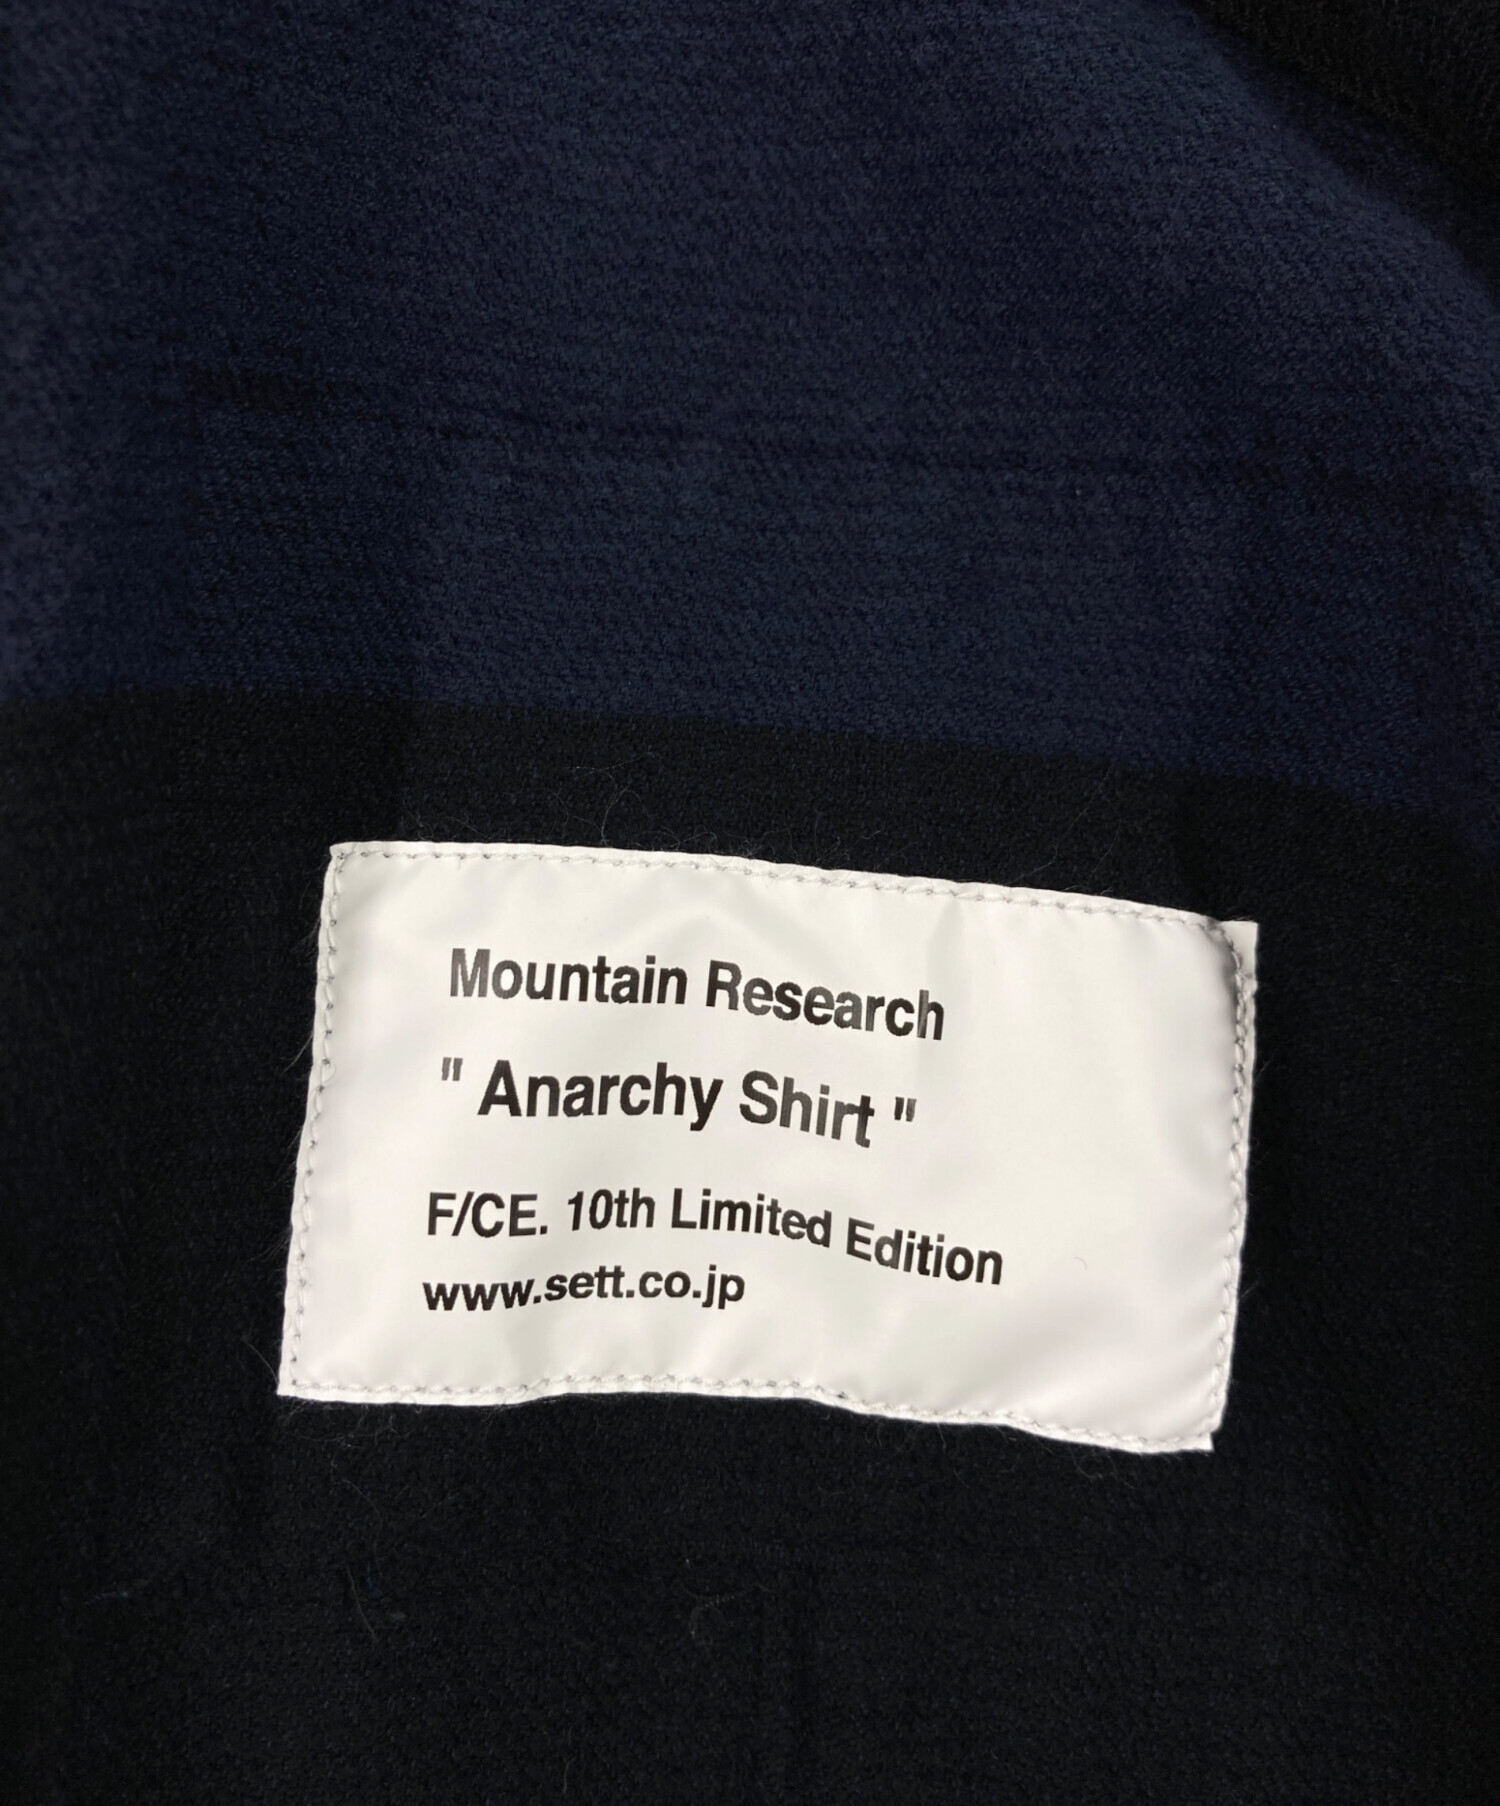 Mountain Research
" Anarchy Shirt "
F/CE. 10th Limited Edition
www.sett.co.jp